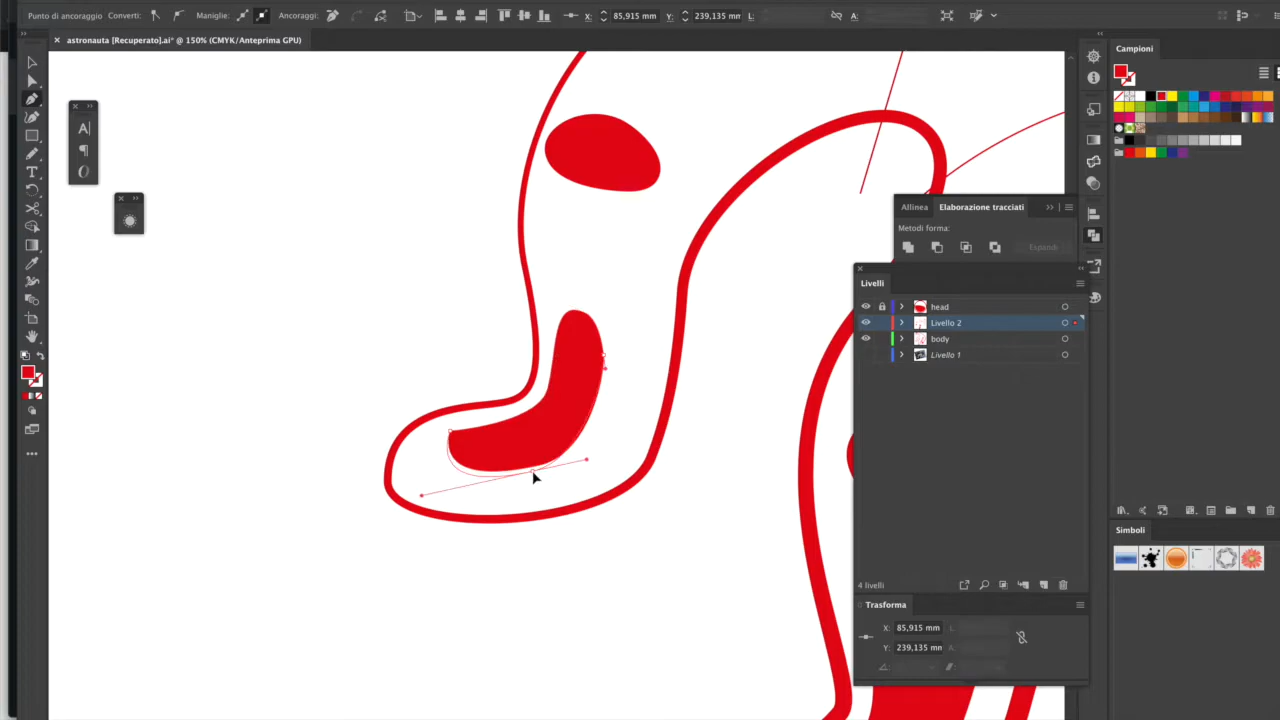 Punto di ancoraggio Converti: Maniglie: Ancoraggi: X: 85,915 mm Y: 239,135 mm L: A:
astronauta [Recuperato].ai* @ 150% (CMYK/Anteprima GPU)
Campioni
Allinea Elaborazione tracciati
Metodi forma:
Espandi
Livelli
head
Livello 2
body
Livello 1
4 livelli
Simboli
Trasforma
X: 85,915 mm L:
Y: 239,135 mm A: